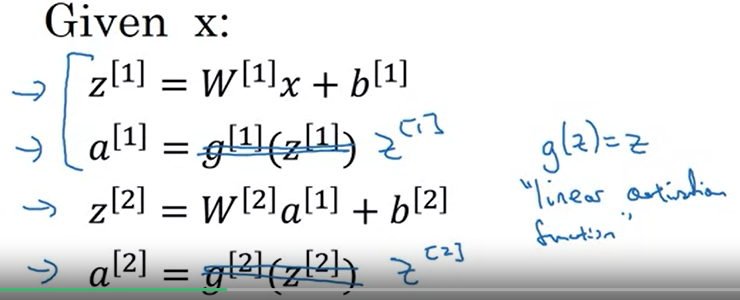 Given x:
z[1] = W[1]x + b[1]
a[1] = g[1](z[1]) z[1]
z[2] = W[2]a[1] + b[2]
a[2] = g[2](z[2]) z[2]
g(z)=z
"linear activation
function"